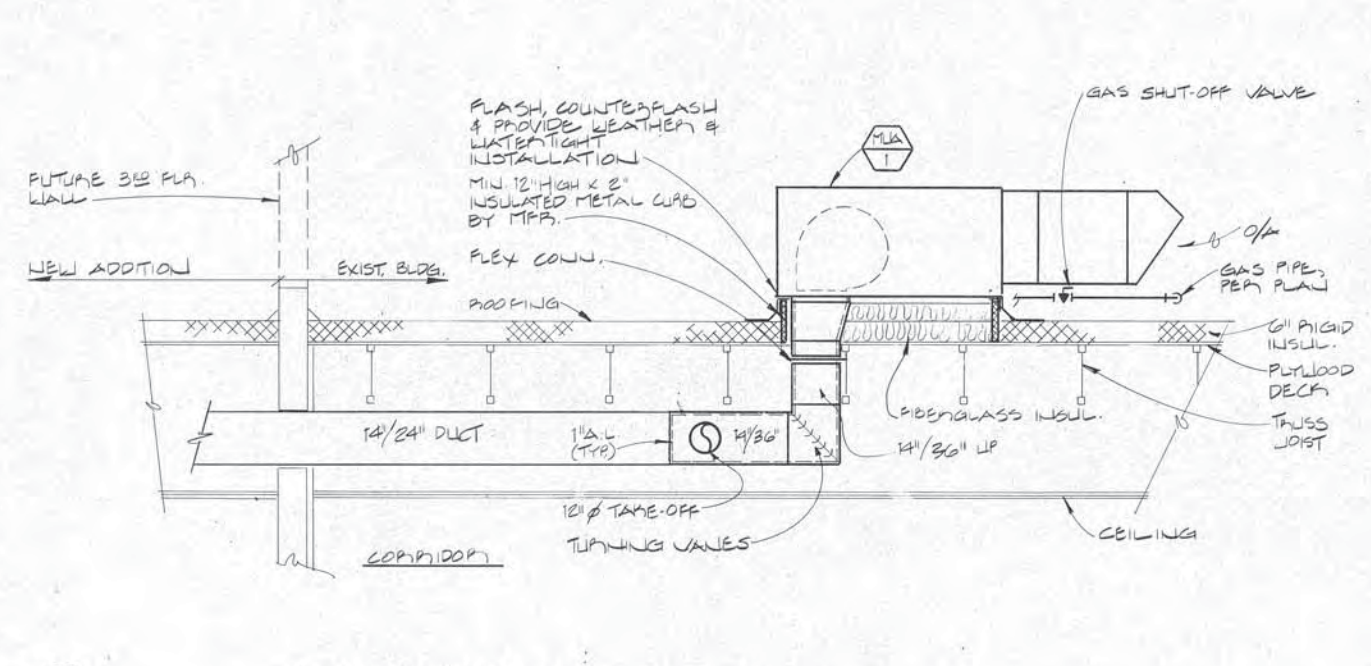 FLASH, COUNTERFLASH
& PROVIDE WEATHER &
WATERTIGHT
INSTALLATION
MIN. 12" HIGH x 2"
INSULATED METAL CURB
BY MFR.
FLEX CONN.
ROOFING
FUTURE 3RD FLR.
WALL
NEW ADDITION
EXIST. BLDG.
MUA
1
GAS SHUT-OFF VALVE
O/A
GAS PIPE,
PER PLAN
6" RIGID
INSUL.
PLYWOOD
DECK
TRUSS
JOIST
FIBERGLASS INSUL.
14"/24" DUCT
1" A.L.
(TYP.)
14"/36"
14"/36" UP
12" ø TAKE-OFF
TURNING VANES
CEILING
CORRIDOR